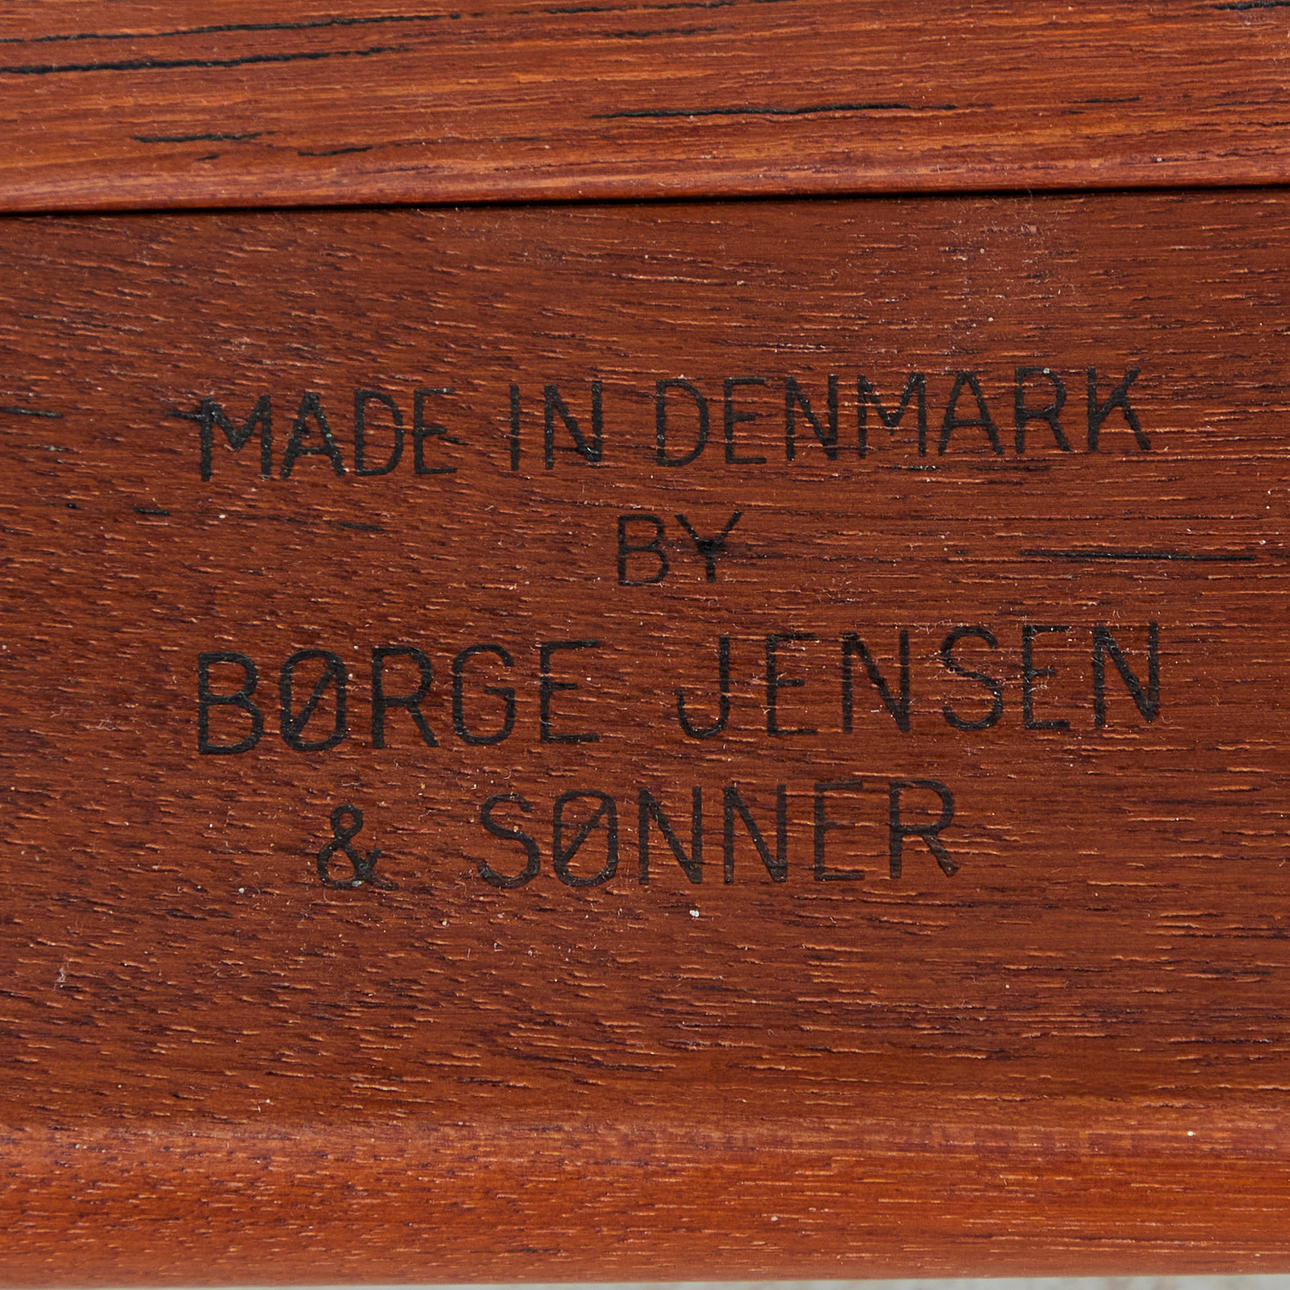 MADE IN DENMARK
BY
BØRGE JENSEN
& SØNNER